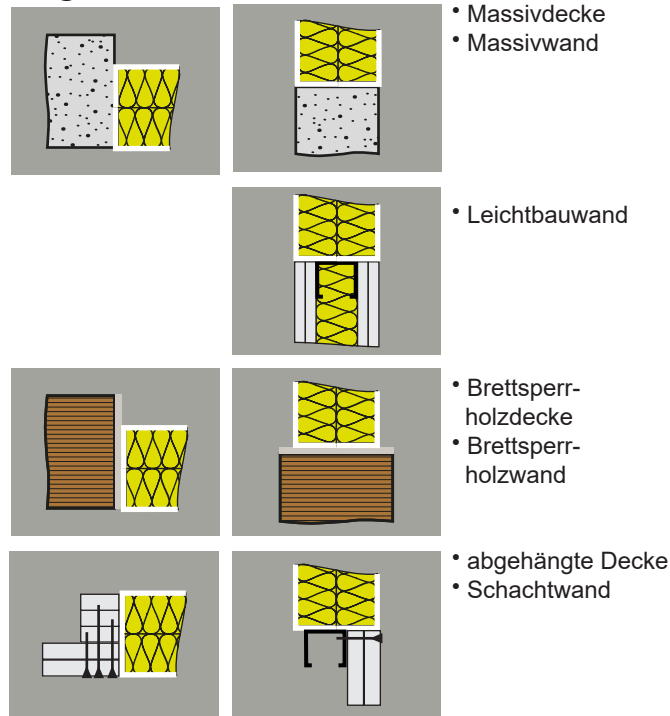 • Massivdecke
• Massivwand
• Leichtbauwand
• Brettsperr-
holzdecke
• Brettsperr-
holzwand
• abgehängte Decke
• Schachtwand